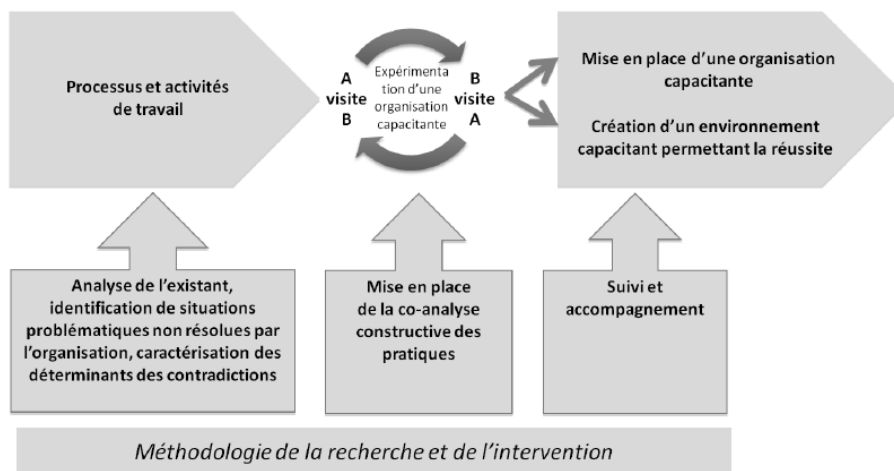 Processus et activités
de travail
A
visite
B
Expérimenta
tion d'une
organisation
capacitante
B
visite
A
Mise en place d'une organisation
capacitante
Création d'un environnement
capacitant permettant la réussite
Analyse de l'existant,
identification de situations
problématiques non résolues par
l'organisation, caractérisation des
déterminants des contradictions
Mise en place
de la co-analyse
constructive des
pratiques
Suivi et
accompagnement
Méthodologie de la recherche et de l'intervention